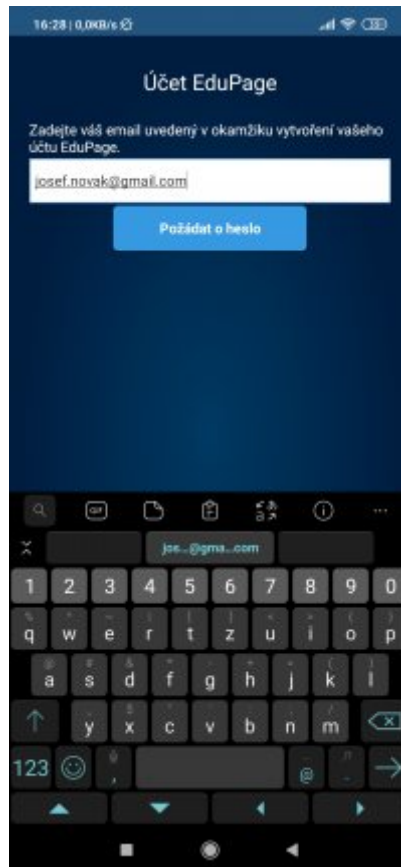 16:28 | 0,0KB/s
Účet EduPage
Zadejte váš email uvedený v okamžiku vytvoření vašeho
účtu EduPage.
josef.novak@gmail.com
Požádat o heslo
GIF
jos...@gma...com
1 2 3 4 5 6 7 8 9 0
q w e r t z u i o p
a s d f g h j k l
y x c v b n m
123 , @ .